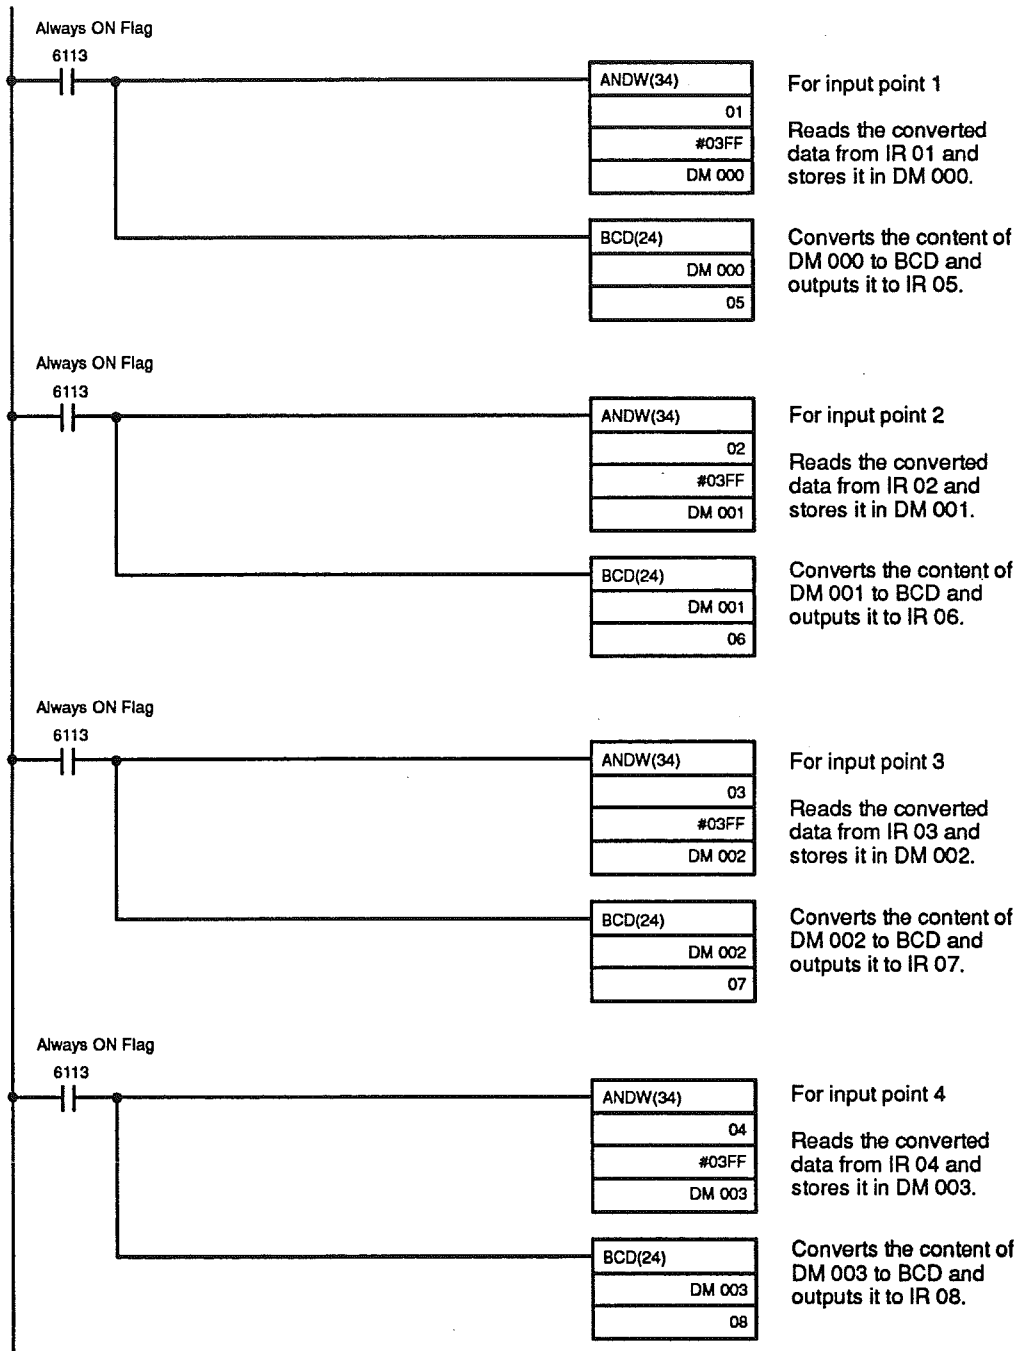 Always ON Flag
6113
ANDW(34)
01
#03FF
DM 000
For input point 1
Reads the converted
data from IR 01 and
stores it in DM 000.
BCD(24)
DM 000
05
Converts the content of
DM 000 to BCD and
outputs it to IR 05.
Always ON Flag
6113
ANDW(34)
02
#03FF
DM 001
For input point 2
Reads the converted
data from IR 02 and
stores it in DM 001.
BCD(24)
DM 001
06
Converts the content of
DM 001 to BCD and
outputs it to IR 06.
Always ON Flag
6113
ANDW(34)
03
#03FF
DM 002
For input point 3
Reads the converted
data from IR 03 and
stores it in DM 002.
BCD(24)
DM 002
07
Converts the content of
DM 002 to BCD and
outputs it to IR 07.
Always ON Flag
6113
ANDW(34)
04
#03FF
DM 003
For input point 4
Reads the converted
data from IR 04 and
stores it in DM 003.
BCD(24)
DM 003
08
Converts the content of
DM 003 to BCD and
outputs it to IR 08.